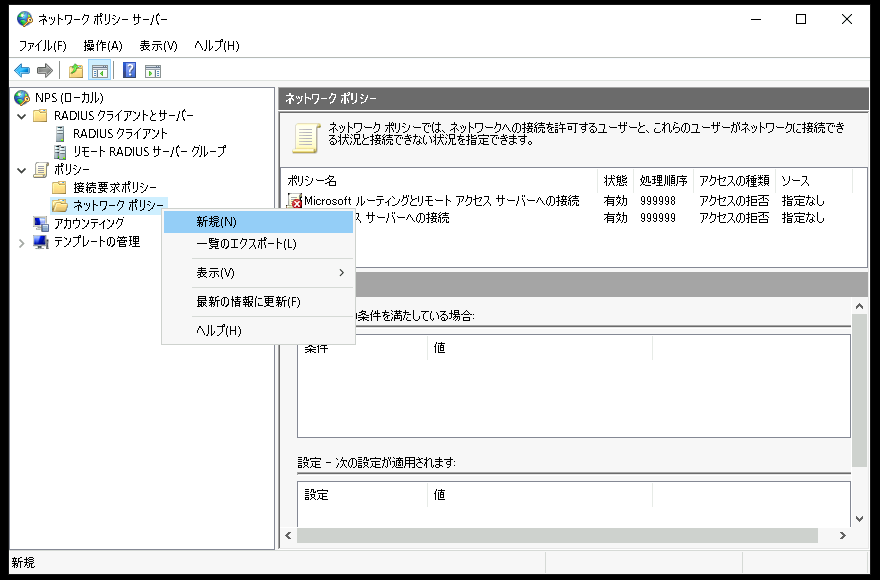 ネットワーク ポリシー サーバー
ファイル(F) 操作(A) 表示(V) ヘルプ(H)
NPS (ローカル)
RADIUS クライアントとサーバー
RADIUS クライアント
リモート RADIUS サーバー グループ
ポリシー
接続要求ポリシー
ネットワーク ポリシー
アカウンティング
テンプレートの管理
新規(N)
一覧のエクスポート(L)
表示(V)
最新の情報に更新(F)
ヘルプ(H)
ネットワーク ポリシー
ネットワーク ポリシーでは、ネットワークへの接続を許可するユーザーと、これらのユーザーがネットワークに接続でき
る状況と接続できない状況を指定できます。
ポリシー名 状態 処理順序 アクセスの種類 ソース
Microsoft ルーティングとリモート アクセス サーバーへの接続 有効 999998 アクセスの拒否 指定なし
ス サーバーへの接続 有効 999999 アクセスの拒否 指定なし
の条件を満たしている場合:
条件 値
設定 - 次の設定が適用されます:
設定 値
新規